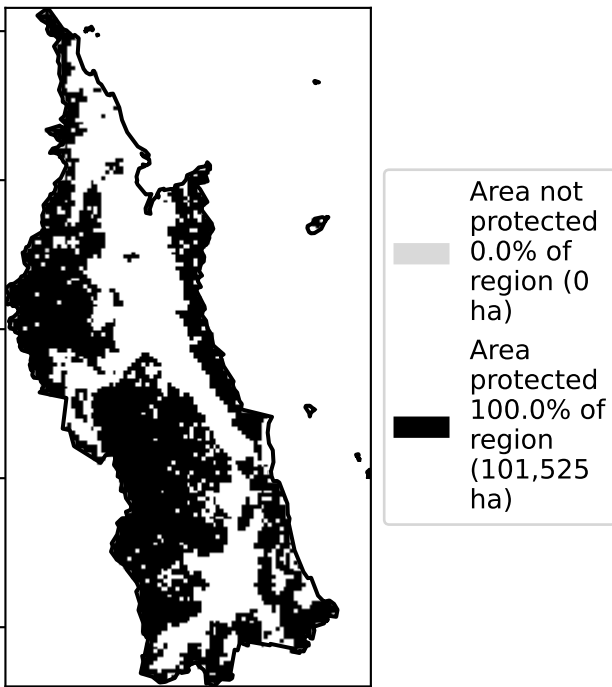 Area not
protected
0.0% of
region (0
ha)
Area
protected
100.0% of
region
(101,525
ha)